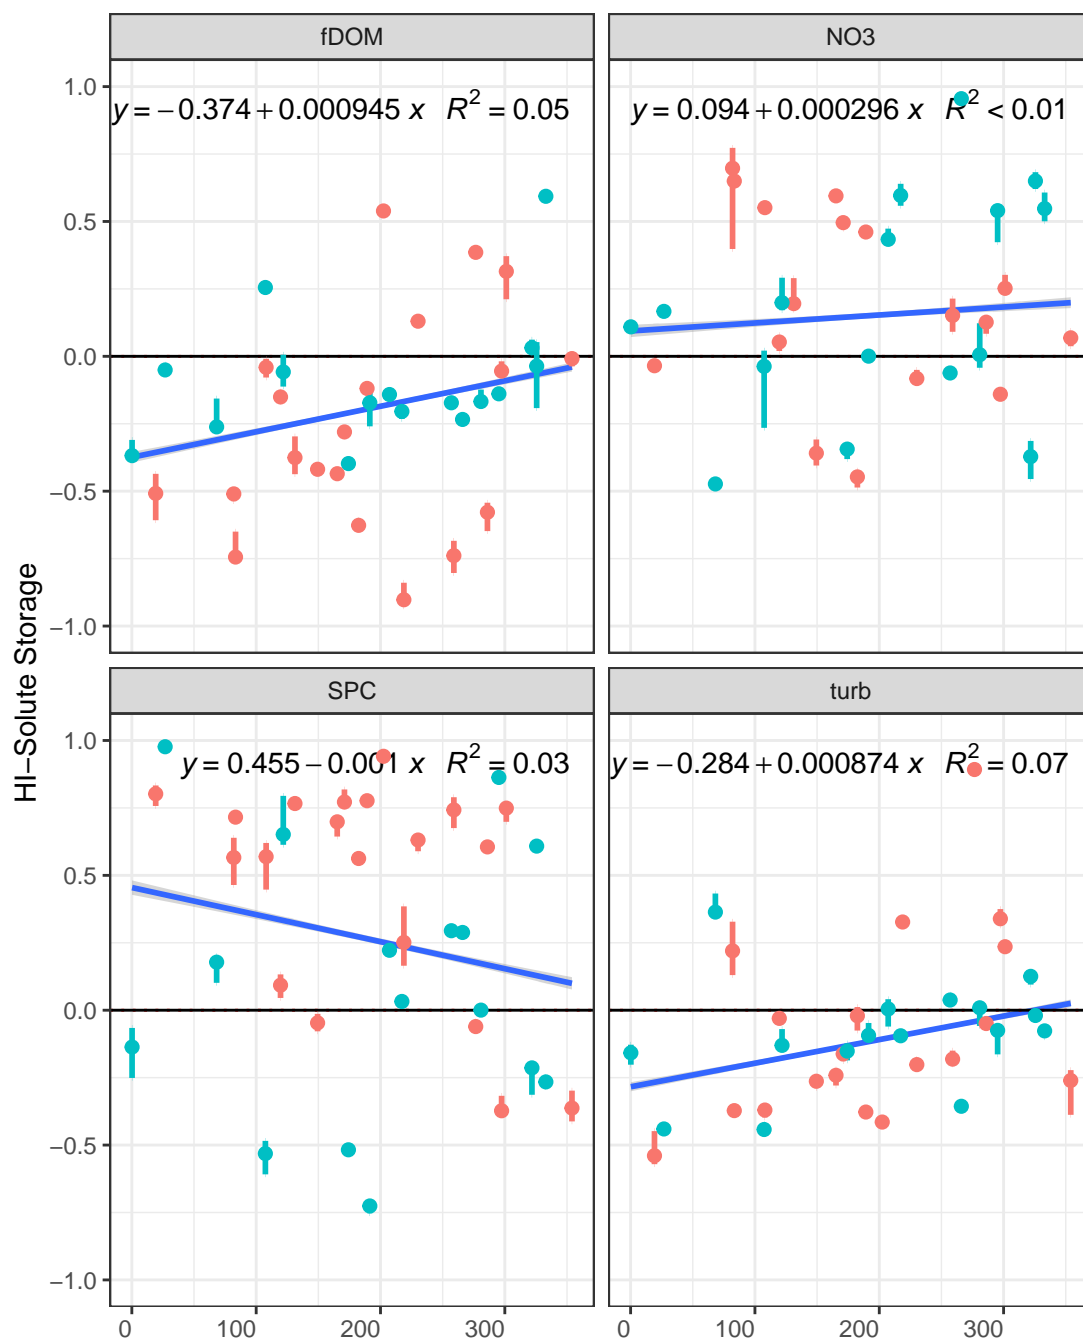 fDOM NO3
1.0
y = −0.374 + 0.000945 x R² = 0.05
y = 0.094 + 0.000296 x R² < 0.01
0.5
0.0
−0.5
−1.0
HI−Solute Storage
SPC turb
1.0
y = 0.455 − 0.001 x R² = 0.03
y = −0.284 + 0.000874 x R² = 0.07
0.5
0.0
−0.5
−1.0
0 100 200 300 0 100 200 300